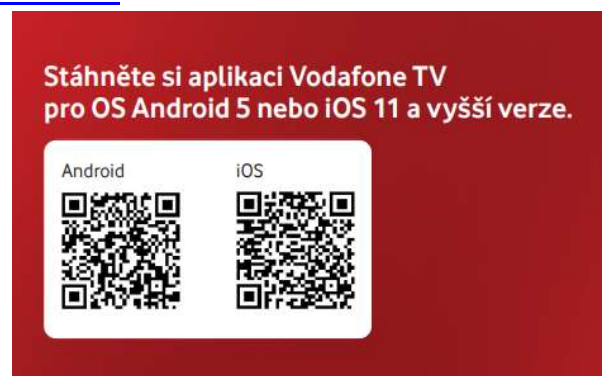 Stáhněte si aplikaci Vodafone TV
pro OS Android 5 nebo iOS 11 a vyšší verze.
Android
iOS